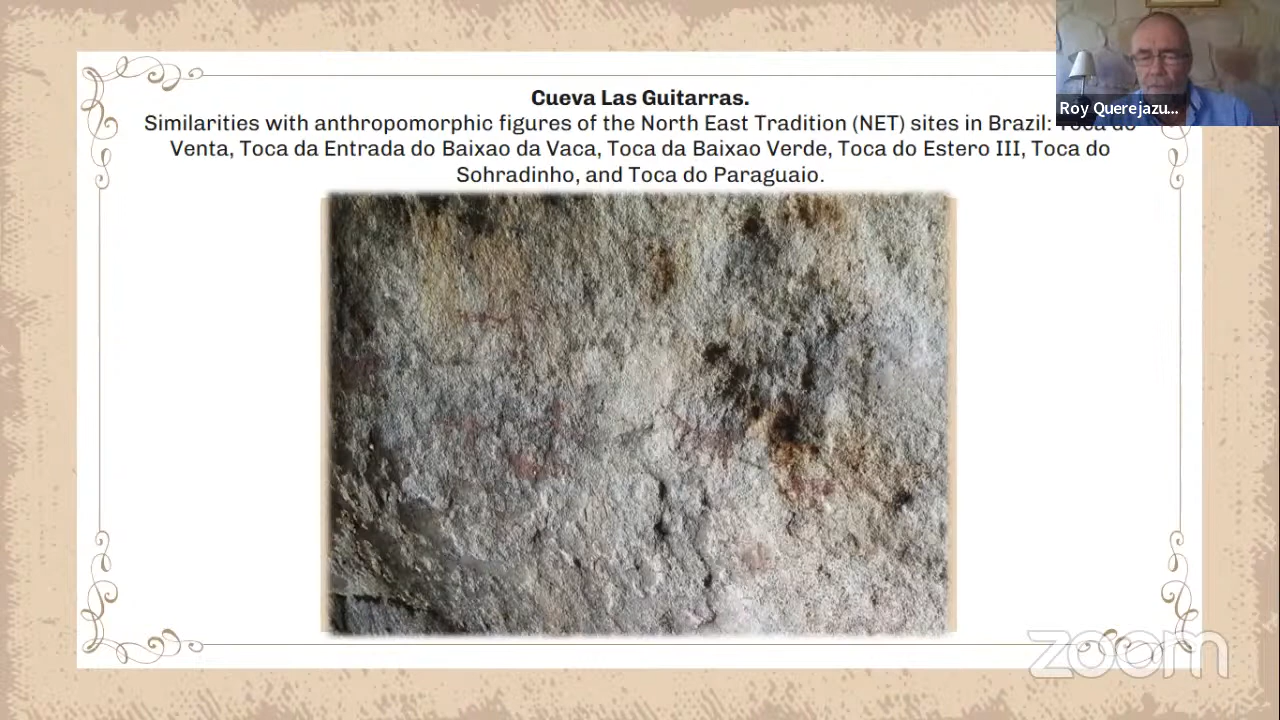 Cueva Las Guitarras.
Similarities with anthropomorphic figures of the North East Tradition (NET) sites in Brazil: Toca do
Venta, Toca da Entrada do Baixao da Vaca, Toca da Baixao Verde, Toca do Estero III, Toca do
Sohradinho, and Toca do Paraguaio.
Roy Querejazu...
zoom